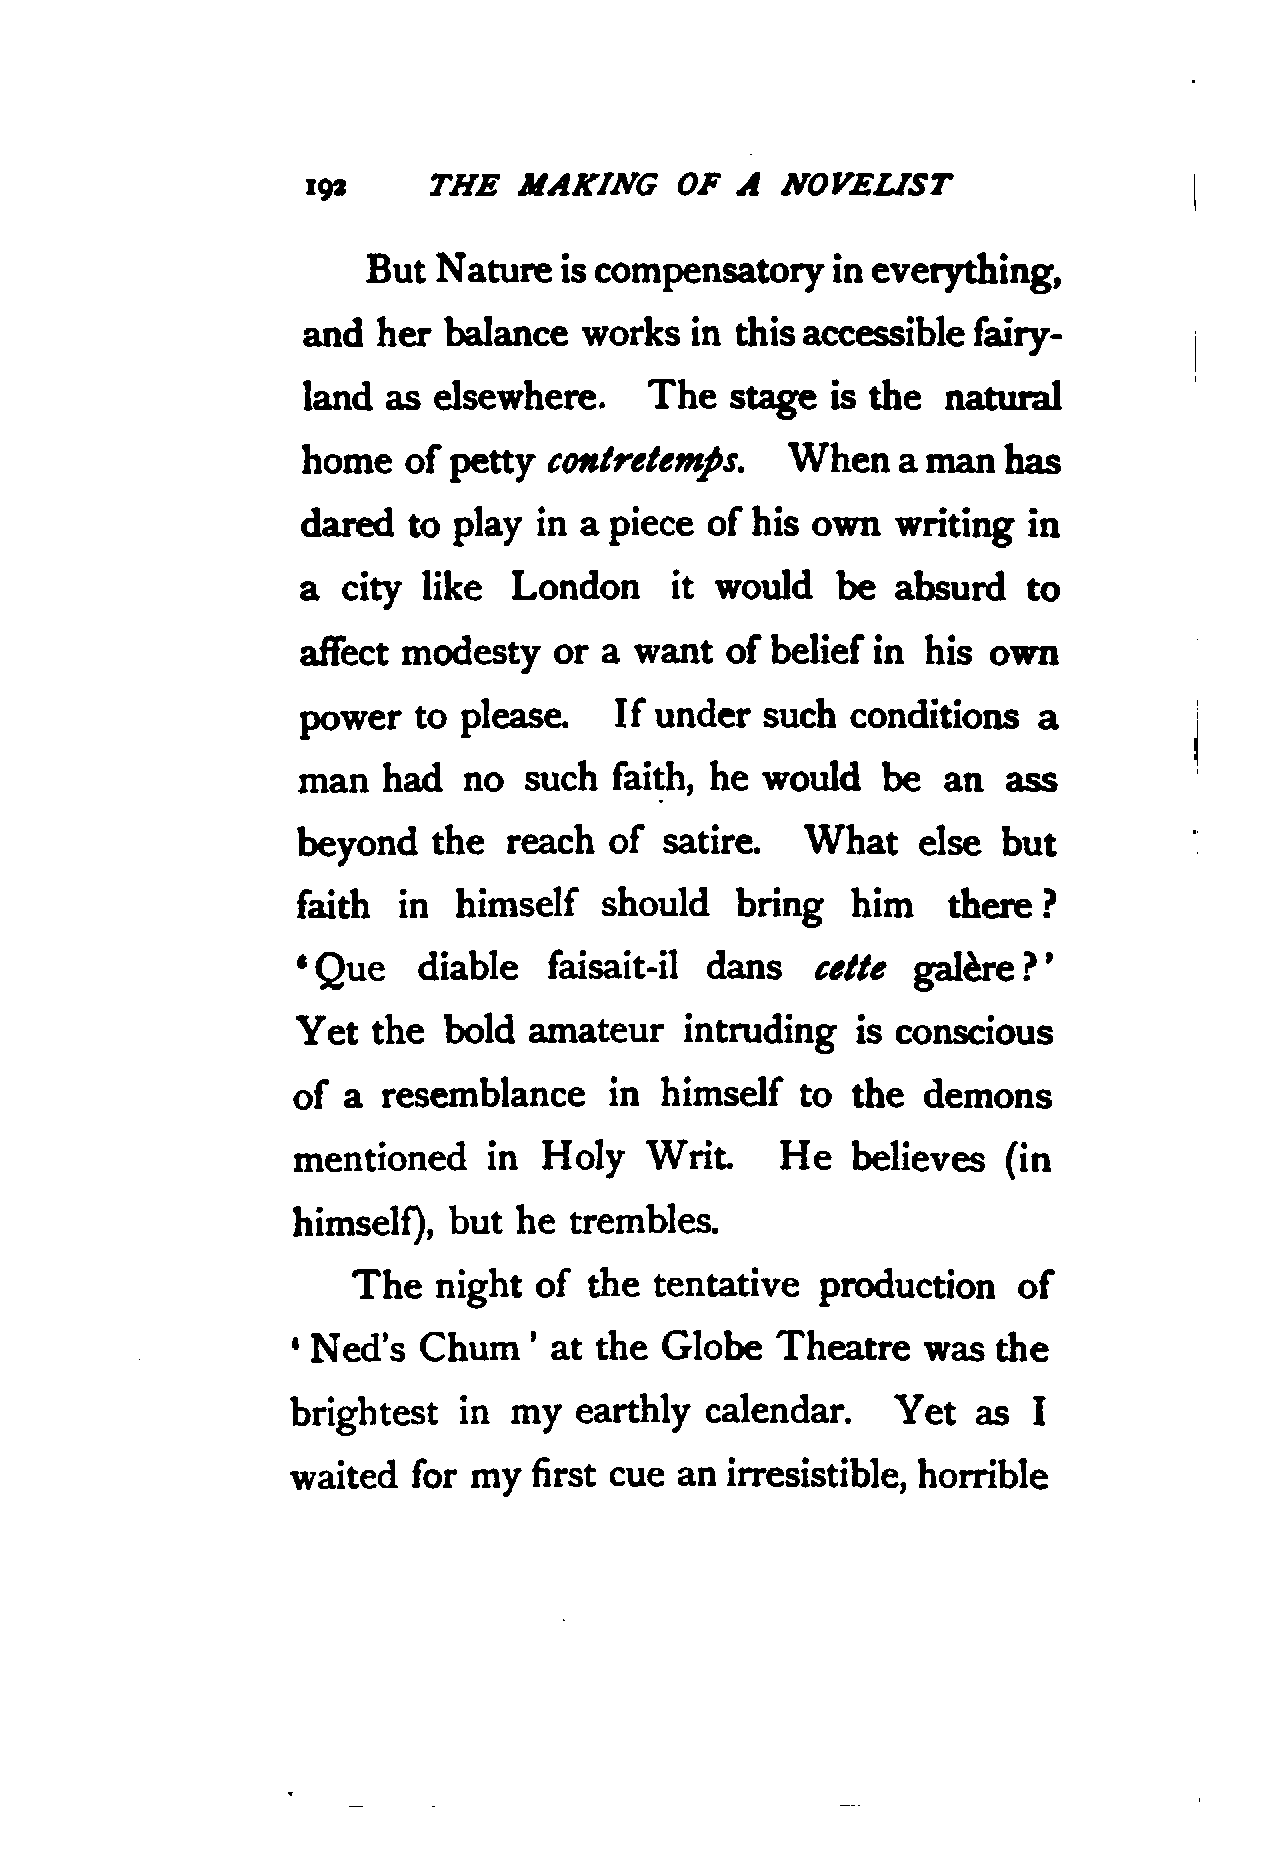 192 THE MAKING OF A NOVELIST
But Nature is compensatory in everything,
and her balance works in this accessible fairy-
land as elsewhere. The stage is the natural
home of petty contretemps. When a man has
dared to play in a piece of his own writing in
a city like London it would be absurd to
affect modesty or a want of belief in his own
power to please. If under such conditions a
man had no such faith, he would be an ass
beyond the reach of satire. What else but
faith in himself should bring him there?
‘Que diable faisait-il dans cette galère?’
Yet the bold amateur intruding is conscious
of a resemblance in himself to the demons
mentioned in Holy Writ. He believes (in
himself), but he trembles.
The night of the tentative production of
‘Ned's Chum’ at the Globe Theatre was the
brightest in my earthly calendar. Yet as I
waited for my first cue an irresistible, horrible